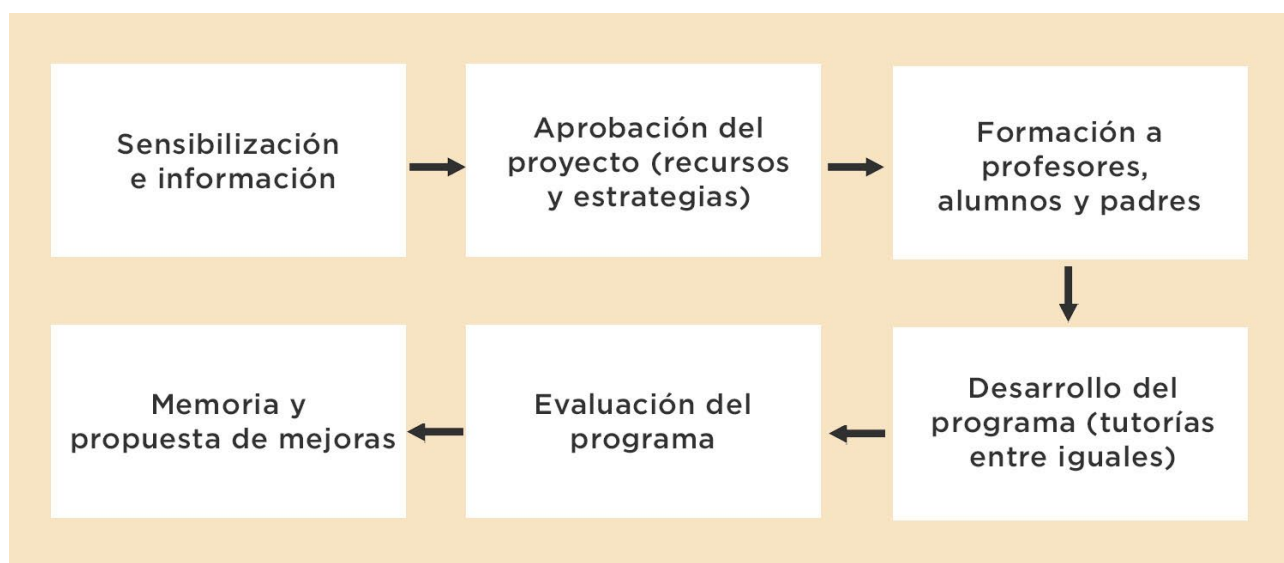 Sensibilización
e información
Aprobación del
proyecto (recursos
y estrategias)
Formación a
profesores,
alumnos y padres
Desarrollo del
programa (tutorías
entre iguales)
Evaluación del
programa
Memoria y
propuesta de mejoras